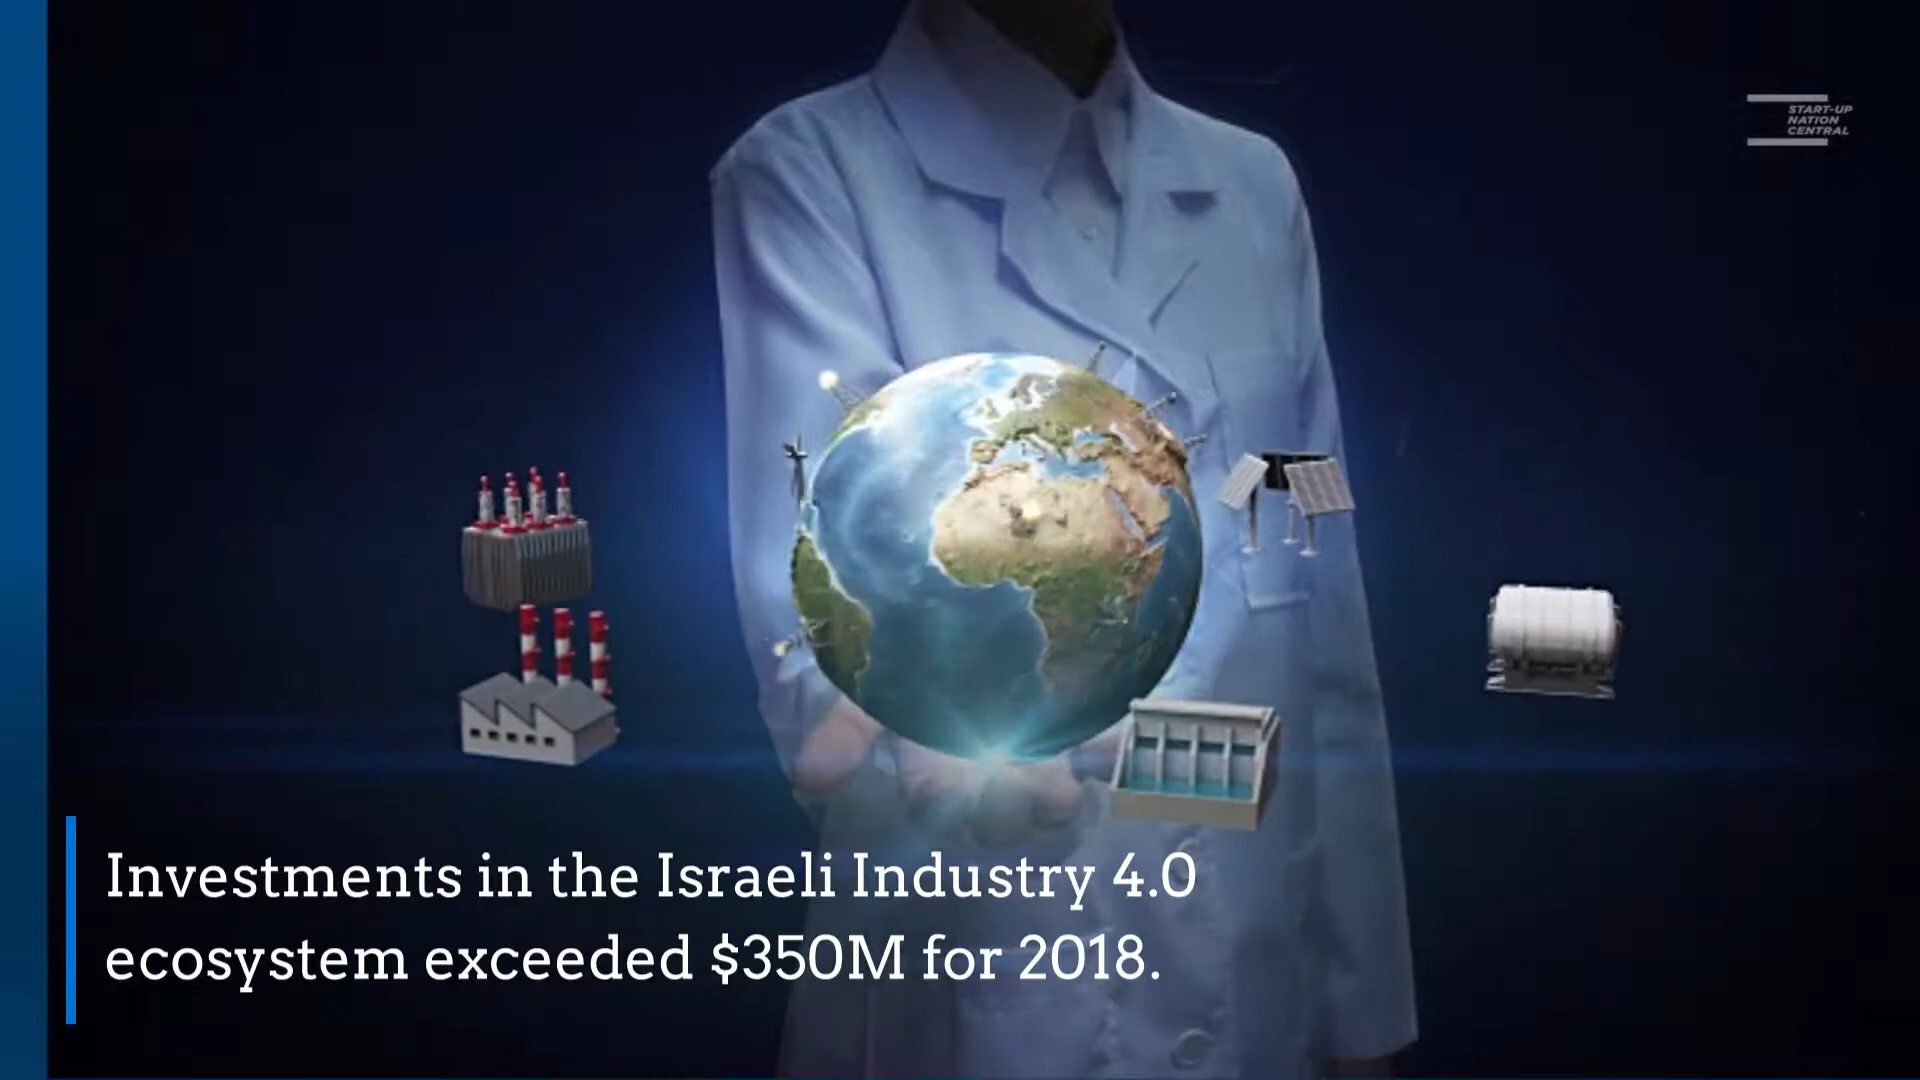 START-UP
NATION
CENTRAL
Investments in the Israeli Industry 4.0
ecosystem exceeded $350M for 2018.